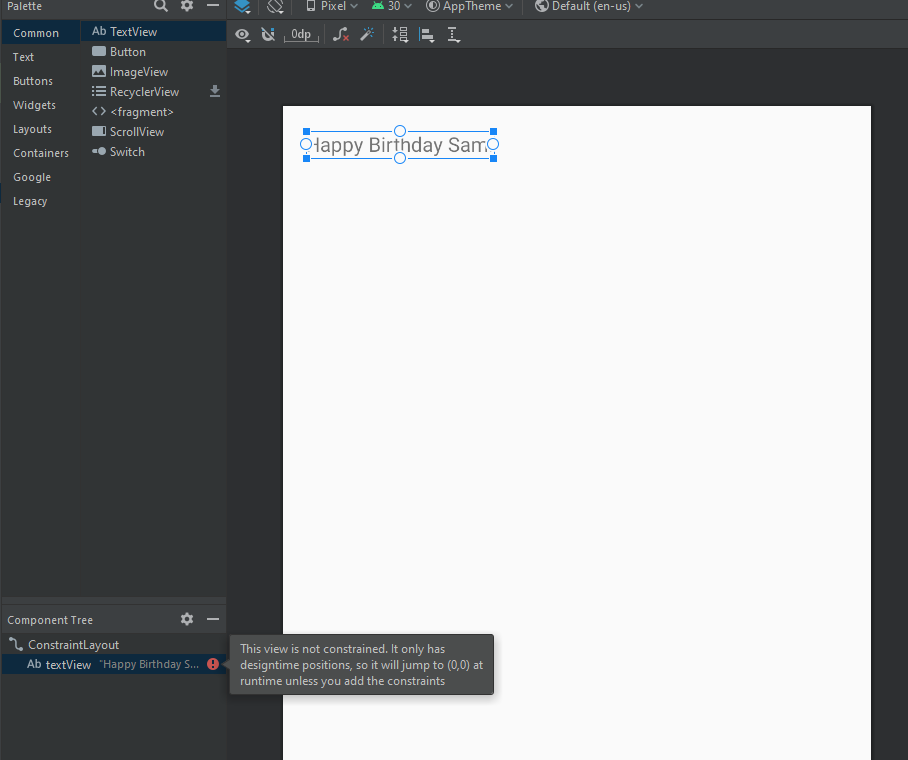 Palette
Pixel
30
AppTheme
Default (en-us)
0dp
Common
Text
Buttons
Widgets
Layouts
Containers
Google
Legacy
Ab TextView
Button
ImageView
RecyclerView
<> <fragment>
ScrollView
Switch
Happy Birthday Sam
Component Tree
ConstraintLayout
Ab textView "Happy Birthday S...
This view is not constrained. It only has
designtime positions, so it will jump to (0,0) at
runtime unless you add the constraints